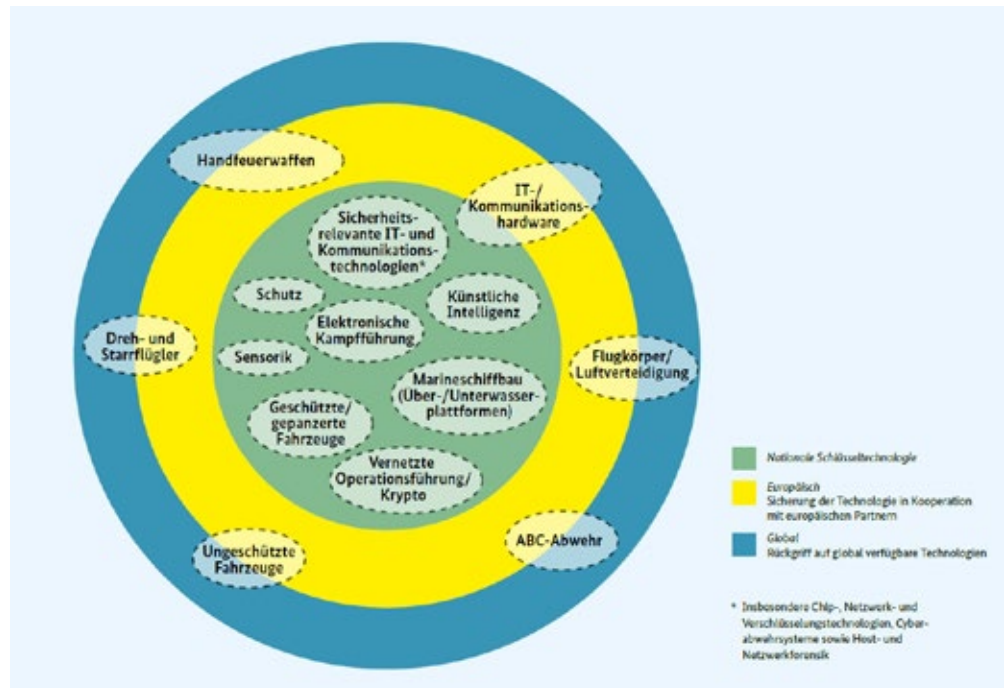 Handfeuerwaffen
IT-/
Kommunikations-
hardware
Sicherheits-
relevante IT- und
Kommunikations-
technologien*
Schutz
Künstliche
Intelligenz
Elektronische
Kampfführung
Dreh- und
Starrflügler
Sensorik
Flugkörper/
Luftverteidigung
Marineschiffbau
(Über-/Unterwasser-
plattformen)
Geschützte/
gepanzerte
Fahrzeuge
Vernetzte
Operationsführung/
Krypto
Ungeschützte
Fahrzeuge
ABC-Abwehr
Nationale Schlüsseltechnologie
Europäisch
Sicherung der Technologie in Kooperation
mit europäischen Partnern
Global
Rückgriff auf global verfügbare Technologien
* Insbesondere Chip-, Netzwerk- und
Verschlüsselungstechnologien, Cyber-
abwehrsysteme sowie Host- und
Netzwerkforensik